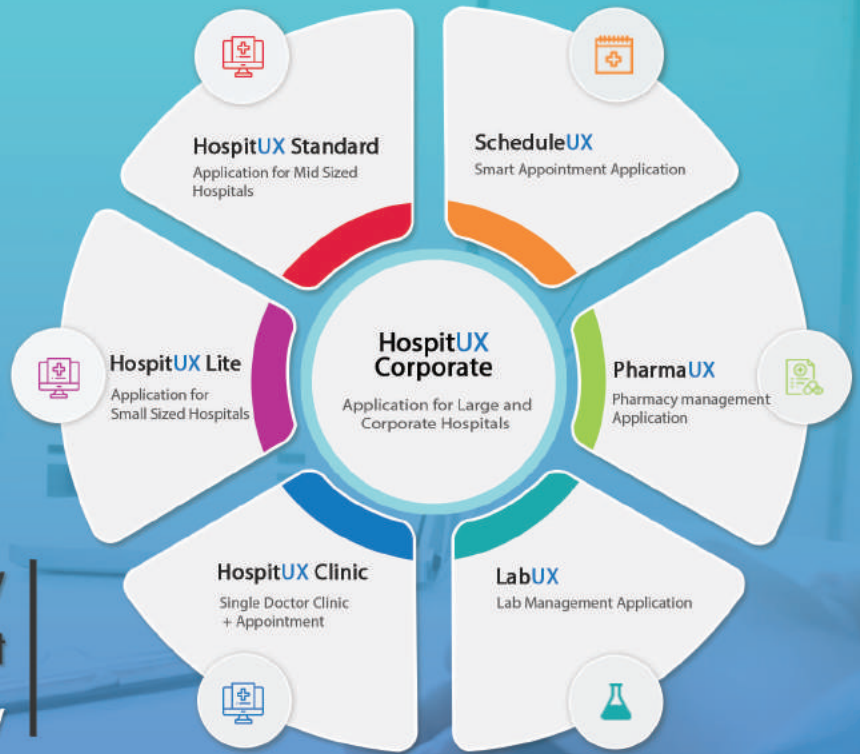 HospitUX Standard
Application for Mid Sized
Hospitals
ScheduleUX
Smart Appointment Application
HospitUX Lite
Application for
Small Sized Hospitals
HospitUX
Corporate
Application for Large and
Corporate Hospitals
PharmaUX
Pharmacy management
Application
HospitUX Clinic
Single Doctor Clinic
+ Appointment
LabUX
Lab Management Application